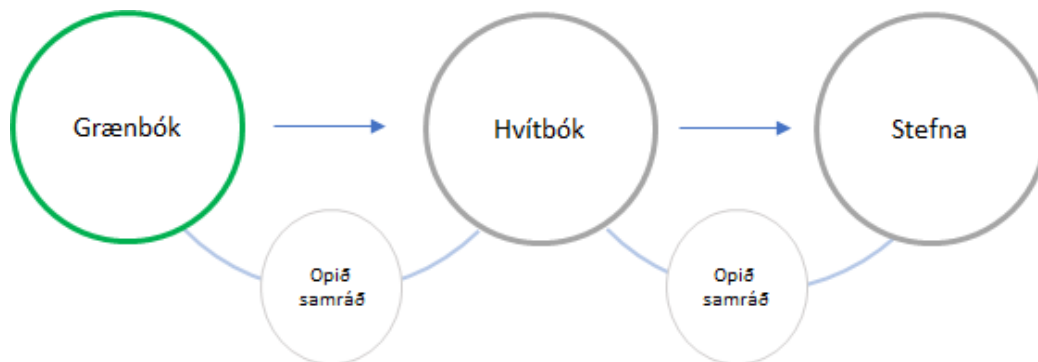 Grænbók
Hvítbók
Stefna
Opið
samráð
Opið
samráð